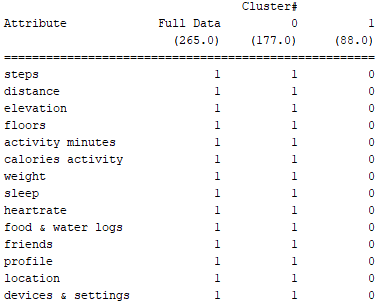 Cluster#
Attribute Full Data 0 1
(265.0) (177.0) (88.0)
=====================================================
steps 1 1 0
distance 1 1 0
elevation 1 1 0
floors 1 1 0
activity minutes 1 1 0
calories activity 1 1 0
weight 1 1 0
sleep 1 1 0
heartrate 1 1 0
food & water logs 1 1 0
friends 1 1 0
profile 1 1 0
location 1 1 0
devices & settings 1 1 0